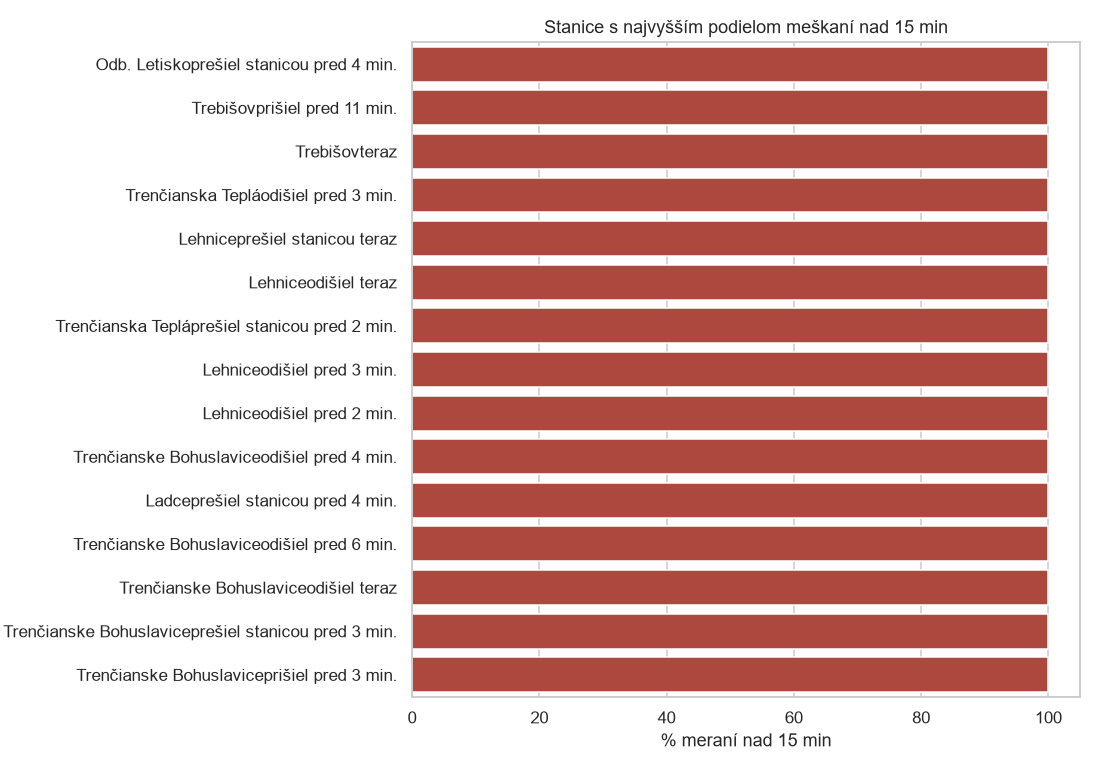 Stanice s najvyšším podielom meškaní nad 15 min
Odb. Letiskoprešiel stanicou pred 4 min.
Trebišovprišiel pred 11 min.
Trebišovteraz
Trenčianska Tepláodišiel pred 3 min.
Lehniceprešiel stanicou teraz
Lehniceodišiel teraz
Trenčianska Tepláprešiel stanicou pred 2 min.
Lehniceodišiel pred 3 min.
Lehniceodišiel pred 2 min.
Trenčianske Bohuslaviceodišiel pred 4 min.
Ladceprešiel stanicou pred 4 min.
Trenčianske Bohuslaviceodišiel pred 6 min.
Trenčianske Bohuslaviceodišiel teraz
Trenčianske Bohuslaviceprešiel stanicou pred 3 min.
Trenčianske Bohuslaviceprišiel pred 3 min.
0 20 40 60 80 100
% meraní nad 15 min